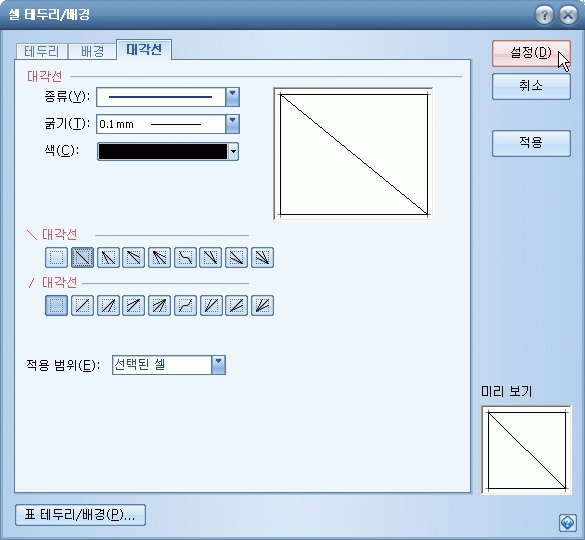 셀 테두리/배경
테두리 배경 대각선
설정(D)
대각선
종류(Y):
취소
굵기(T): 0.1 mm
색(C):
적용
\ 대각선
/ 대각선
적용 범위(E): 선택된 셀
미리 보기
표 테두리/배경(P)...